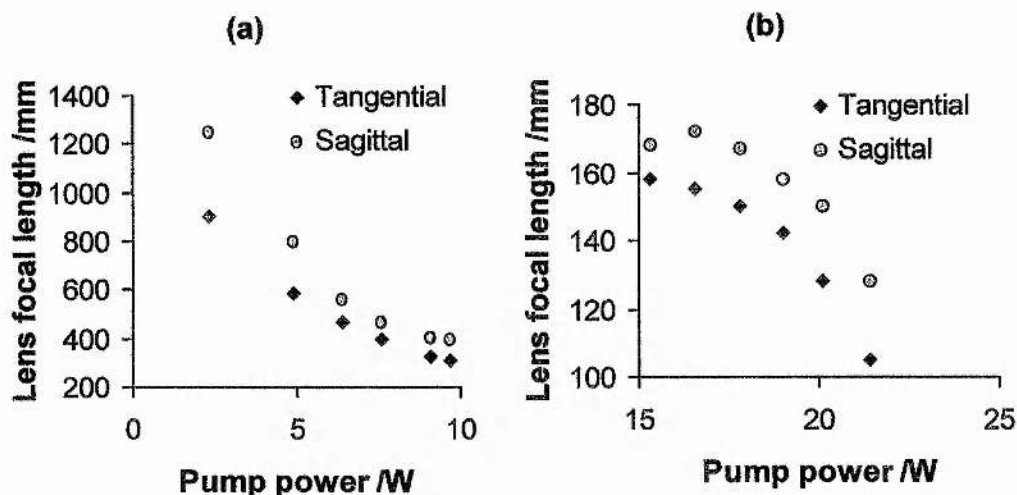 (a)
Lens focal length /mm
1400
1200
1000
800
600
400
200
0
5
10
Pump power /W
Tangential
Sagittal
(b)
Lens focal length /mm
180
160
140
120
100
15
20
25
Pump power /W
Tangential
Sagittal